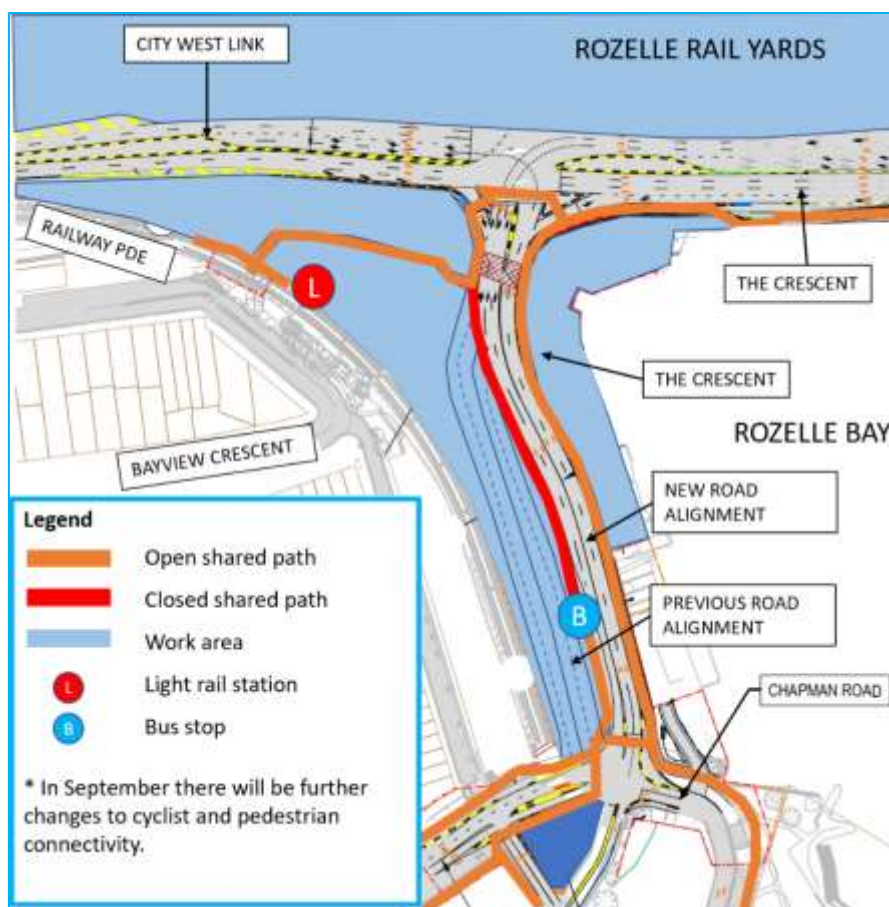 CITY WEST LINK
ROZELLE RAIL YARDS
RAILWAY PDE
L
THE CRESCENT
THE CRESCENT
ROZELLE BAY
BAYVIEW CRESCENT
NEW ROAD
ALIGNMENT
PREVIOUS ROAD
ALIGNMENT
B
CHAPMAN ROAD
Legend
Open shared path
Closed shared path
Work area
L Light rail station
B Bus stop
* In September there will be further
changes to cyclist and pedestrian
connectivity.